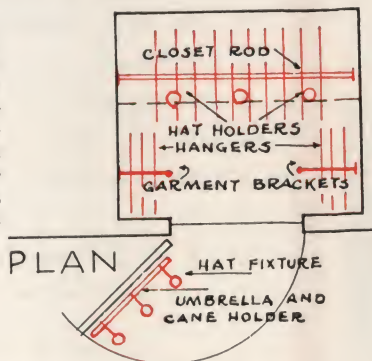 CLOSET ROD
HAT HOLDERS
HANGERS
GARMENT BRACKETS
PLAN
HAT FIXTURE
UMBRELLA AND
CANE HOLDER